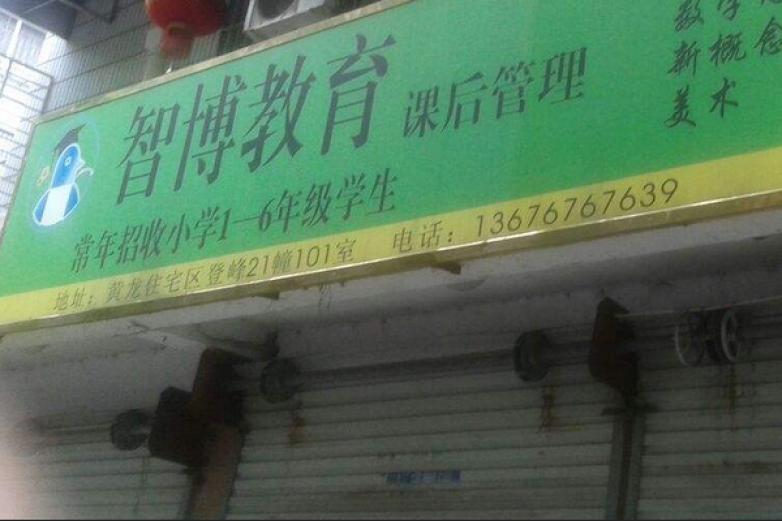 智博教育 课后管理
常年招收小学1—6年级学生
地址：黄龙住宅区登峰21幢101室 电话：13676767639
数学
新概念
美术